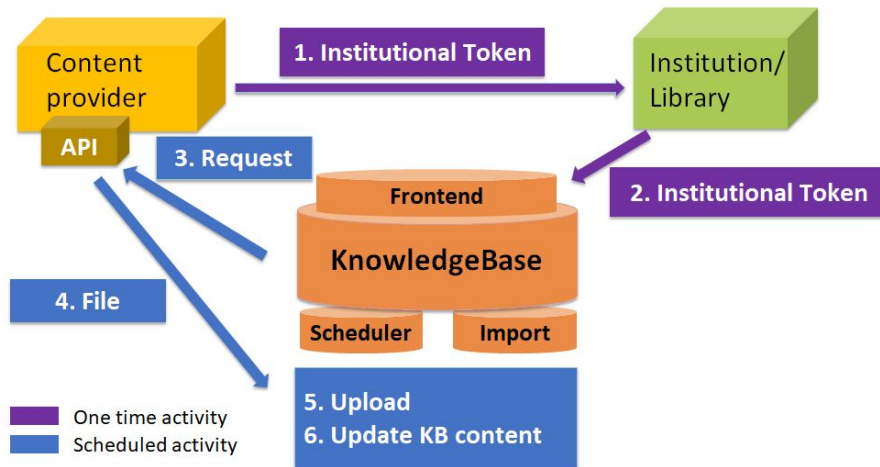 1. Institutional Token
Content
provider
Institution/
Library
API
3. Request
2. Institutional Token
Frontend
KnowledgeBase
4. File
Scheduler
Import
5. Upload
6. Update KB content
One time activity
Scheduled activity